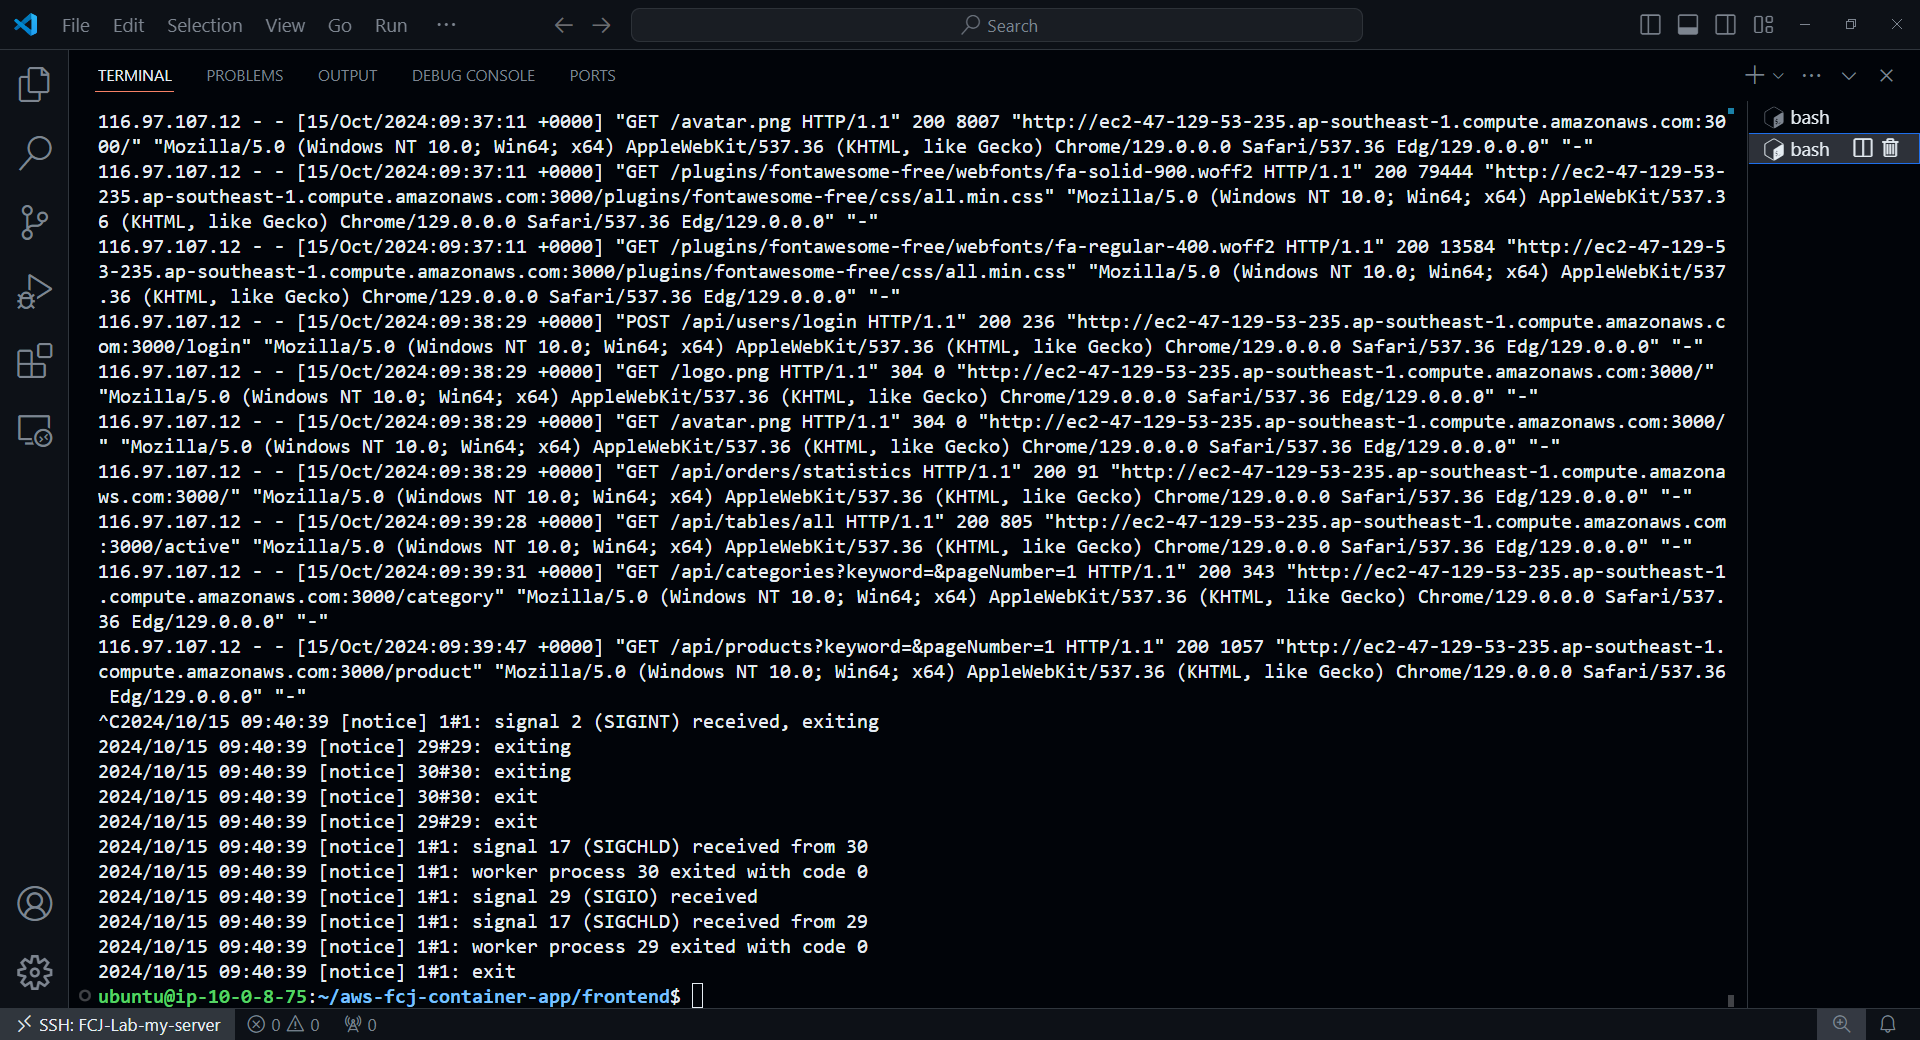 File Edit Selection View Go Run ··· Search
TERMINAL PROBLEMS OUTPUT DEBUG CONSOLE PORTS
116.97.107.12 - - [15/Oct/2024:09:37:11 +0000] "GET /avatar.png HTTP/1.1" 200 8007 "http://ec2-47-129-53-235.ap-southeast-1.compute.amazonaws.com:30
00/" "Mozilla/5.0 (Windows NT 10.0; Win64; x64) AppleWebKit/537.36 (KHTML, like Gecko) Chrome/129.0.0.0 Safari/537.36 Edg/129.0.0.0" "-"
116.97.107.12 - - [15/Oct/2024:09:37:11 +0000] "GET /plugins/fontawesome-free/webfonts/fa-solid-900.woff2 HTTP/1.1" 200 79444 "http://ec2-47-129-53-
235.ap-southeast-1.compute.amazonaws.com:3000/plugins/fontawesome-free/css/all.min.css" "Mozilla/5.0 (Windows NT 10.0; Win64; x64) AppleWebKit/537.3
6 (KHTML, like Gecko) Chrome/129.0.0.0 Safari/537.36 Edg/129.0.0.0" "-"
116.97.107.12 - - [15/Oct/2024:09:37:11 +0000] "GET /plugins/fontawesome-free/webfonts/fa-regular-400.woff2 HTTP/1.1" 200 13584 "http://ec2-47-129-5
3-235.ap-southeast-1.compute.amazonaws.com:3000/plugins/fontawesome-free/css/all.min.css" "Mozilla/5.0 (Windows NT 10.0; Win64; x64) AppleWebKit/537
.36 (KHTML, like Gecko) Chrome/129.0.0.0 Safari/537.36 Edg/129.0.0.0" "-"
116.97.107.12 - - [15/Oct/2024:09:38:29 +0000] "POST /api/users/login HTTP/1.1" 200 236 "http://ec2-47-129-53-235.ap-southeast-1.compute.amazonaws.c
om:3000/login" "Mozilla/5.0 (Windows NT 10.0; Win64; x64) AppleWebKit/537.36 (KHTML, like Gecko) Chrome/129.0.0.0 Safari/537.36 Edg/129.0.0.0" "-"
116.97.107.12 - - [15/Oct/2024:09:38:29 +0000] "GET /logo.png HTTP/1.1" 304 0 "http://ec2-47-129-53-235.ap-southeast-1.compute.amazonaws.com:3000/"
"Mozilla/5.0 (Windows NT 10.0; Win64; x64) AppleWebKit/537.36 (KHTML, like Gecko) Chrome/129.0.0.0 Safari/537.36 Edg/129.0.0.0" "-"
116.97.107.12 - - [15/Oct/2024:09:38:29 +0000] "GET /avatar.png HTTP/1.1" 304 0 "http://ec2-47-129-53-235.ap-southeast-1.compute.amazonaws.com:3000/
" "Mozilla/5.0 (Windows NT 10.0; Win64; x64) AppleWebKit/537.36 (KHTML, like Gecko) Chrome/129.0.0.0 Safari/537.36 Edg/129.0.0.0" "-"
116.97.107.12 - - [15/Oct/2024:09:38:29 +0000] "GET /api/orders/statistics HTTP/1.1" 200 91 "http://ec2-47-129-53-235.ap-southeast-1.compute.amazona
ws.com:3000/" "Mozilla/5.0 (Windows NT 10.0; Win64; x64) AppleWebKit/537.36 (KHTML, like Gecko) Chrome/129.0.0.0 Safari/537.36 Edg/129.0.0.0" "-"
116.97.107.12 - - [15/Oct/2024:09:39:28 +0000] "GET /api/tables/all HTTP/1.1" 200 805 "http://ec2-47-129-53-235.ap-southeast-1.compute.amazonaws.com
:3000/active" "Mozilla/5.0 (Windows NT 10.0; Win64; x64) AppleWebKit/537.36 (KHTML, like Gecko) Chrome/129.0.0.0 Safari/537.36 Edg/129.0.0.0" "-"
116.97.107.12 - - [15/Oct/2024:09:39:31 +0000] "GET /api/categories?keyword=&pageNumber=1 HTTP/1.1" 200 343 "http://ec2-47-129-53-235.ap-southeast-1
.compute.amazonaws.com:3000/category" "Mozilla/5.0 (Windows NT 10.0; Win64; x64) AppleWebKit/537.36 (KHTML, like Gecko) Chrome/129.0.0.0 Safari/537.
36 Edg/129.0.0.0" "-"
116.97.107.12 - - [15/Oct/2024:09:39:47 +0000] "GET /api/products?keyword=&pageNumber=1 HTTP/1.1" 200 1057 "http://ec2-47-129-53-235.ap-southeast-1.
compute.amazonaws.com:3000/product" "Mozilla/5.0 (Windows NT 10.0; Win64; x64) AppleWebKit/537.36 (KHTML, like Gecko) Chrome/129.0.0.0 Safari/537.36
Edg/129.0.0.0" "-"
^C2024/10/15 09:40:39 [notice] 1#1: signal 2 (SIGINT) received, exiting
2024/10/15 09:40:39 [notice] 29#29: exiting
2024/10/15 09:40:39 [notice] 30#30: exiting
2024/10/15 09:40:39 [notice] 30#30: exit
2024/10/15 09:40:39 [notice] 29#29: exit
2024/10/15 09:40:39 [notice] 1#1: signal 17 (SIGCHLD) received from 30
2024/10/15 09:40:39 [notice] 1#1: worker process 30 exited with code 0
2024/10/15 09:40:39 [notice] 1#1: signal 29 (SIGIO) received
2024/10/15 09:40:39 [notice] 1#1: signal 17 (SIGCHLD) received from 29
2024/10/15 09:40:39 [notice] 1#1: worker process 29 exited with code 0
2024/10/15 09:40:39 [notice] 1#1: exit
ubuntu@ip-10-0-8-75:~/aws-fcj-container-app/frontend$
bash
bash
SSH: FCJ-Lab-my-server 0 0 0